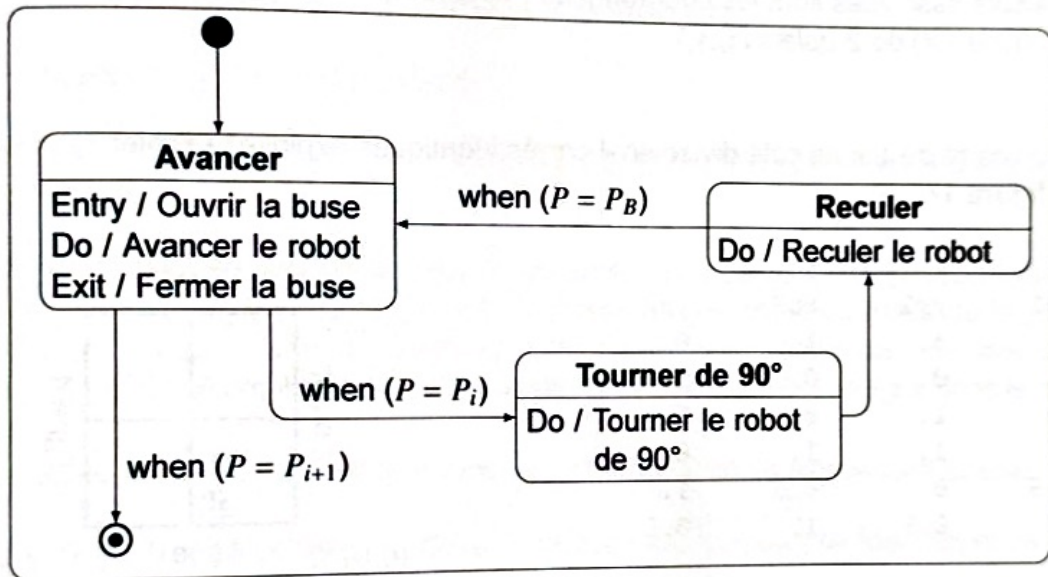 Avancer
Entry / Ouvrir la buse
Do / Avancer le robot
Exit / Fermer la buse
when (P = P_B)
Reculer
Do / Reculer le robot
when (P = P_i)
Tourner de 90°
Do / Tourner le robot
de 90°
when (P = P_{i+1})